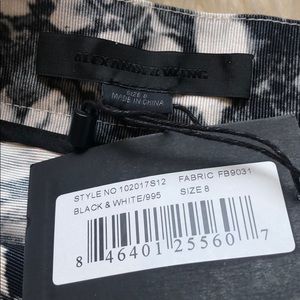 ALEXANDER WANG
SIZE 8
MADE IN CHINA
STYLE NO 102017S12 FABRIC FB9031
BLACK & WHITE/995 SIZE 8
8 46401 25560 7